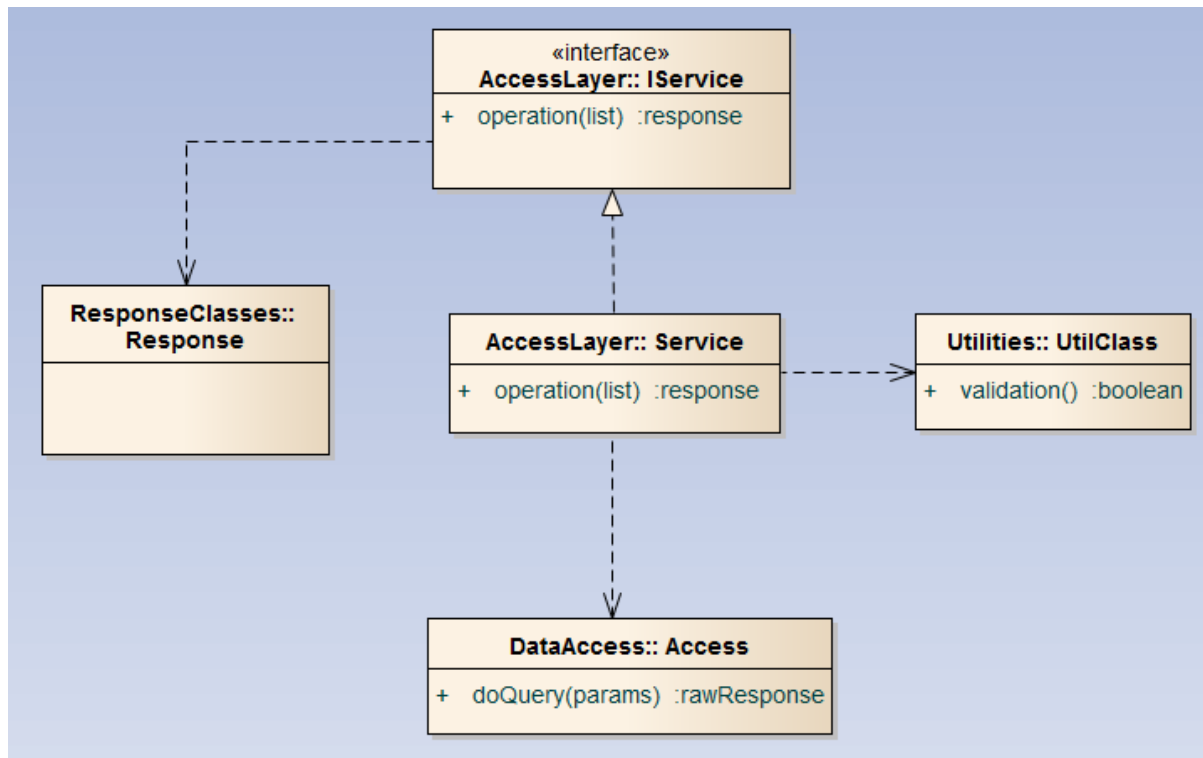 «interface»
AccessLayer:: IService
+ operation(list) :response
ResponseClasses::
Response
AccessLayer:: Service
+ operation(list) :response
Utilities:: UtilClass
+ validation() :boolean
DataAccess:: Access
+ doQuery(params) :rawResponse